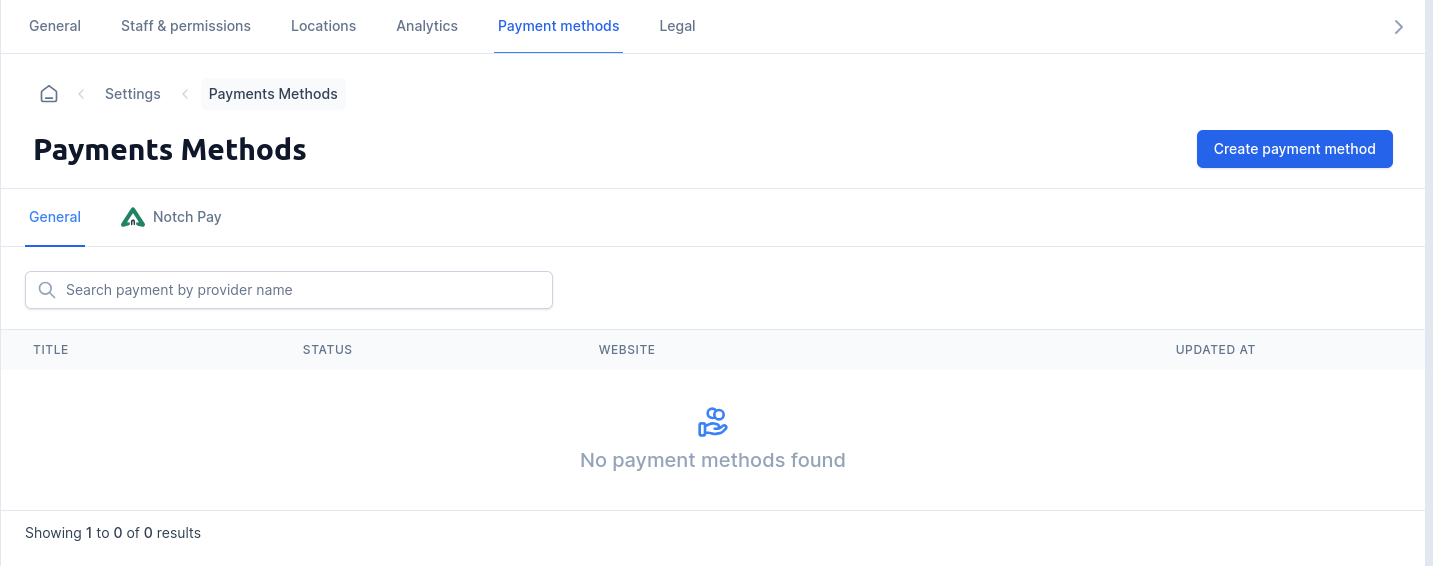 General Staff & permissions Locations Analytics Payment methods Legal
Settings Payments Methods
Payments Methods
Create payment method
General Notch Pay
Search payment by provider name
TITLE STATUS WEBSITE UPDATED AT
No payment methods found
Showing 1 to 0 of 0 results